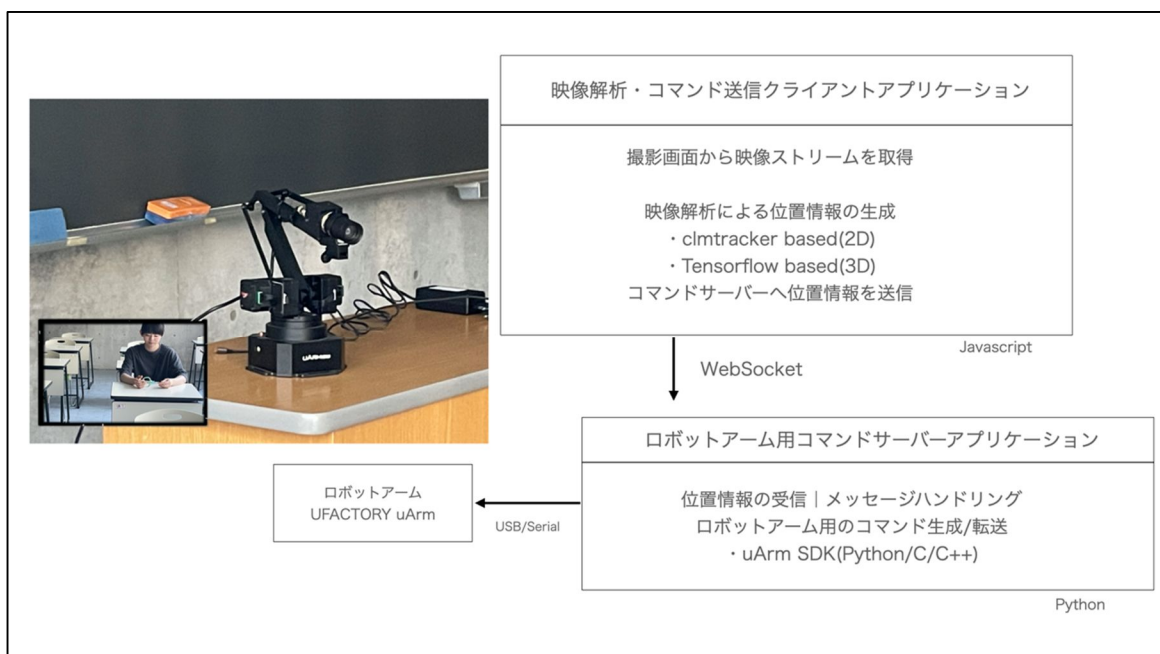 映像解析・コマンド送信クライアントアプリケーション
撮影画面から映像ストリームを取得
映像解析による位置情報の生成
・clmtracker based(2D)
・Tensorflow based(3D)
コマンドサーバーへ位置情報を送信
Javascript
WebSocket
ロボットアーム用コマンドサーバーアプリケーション
位置情報の受信｜メッセージハンドリング
ロボットアーム用のコマンド生成/転送
・uArm SDK(Python/C/C++)
Python
USB/Serial
ロボットアーム
UFACTORY uArm